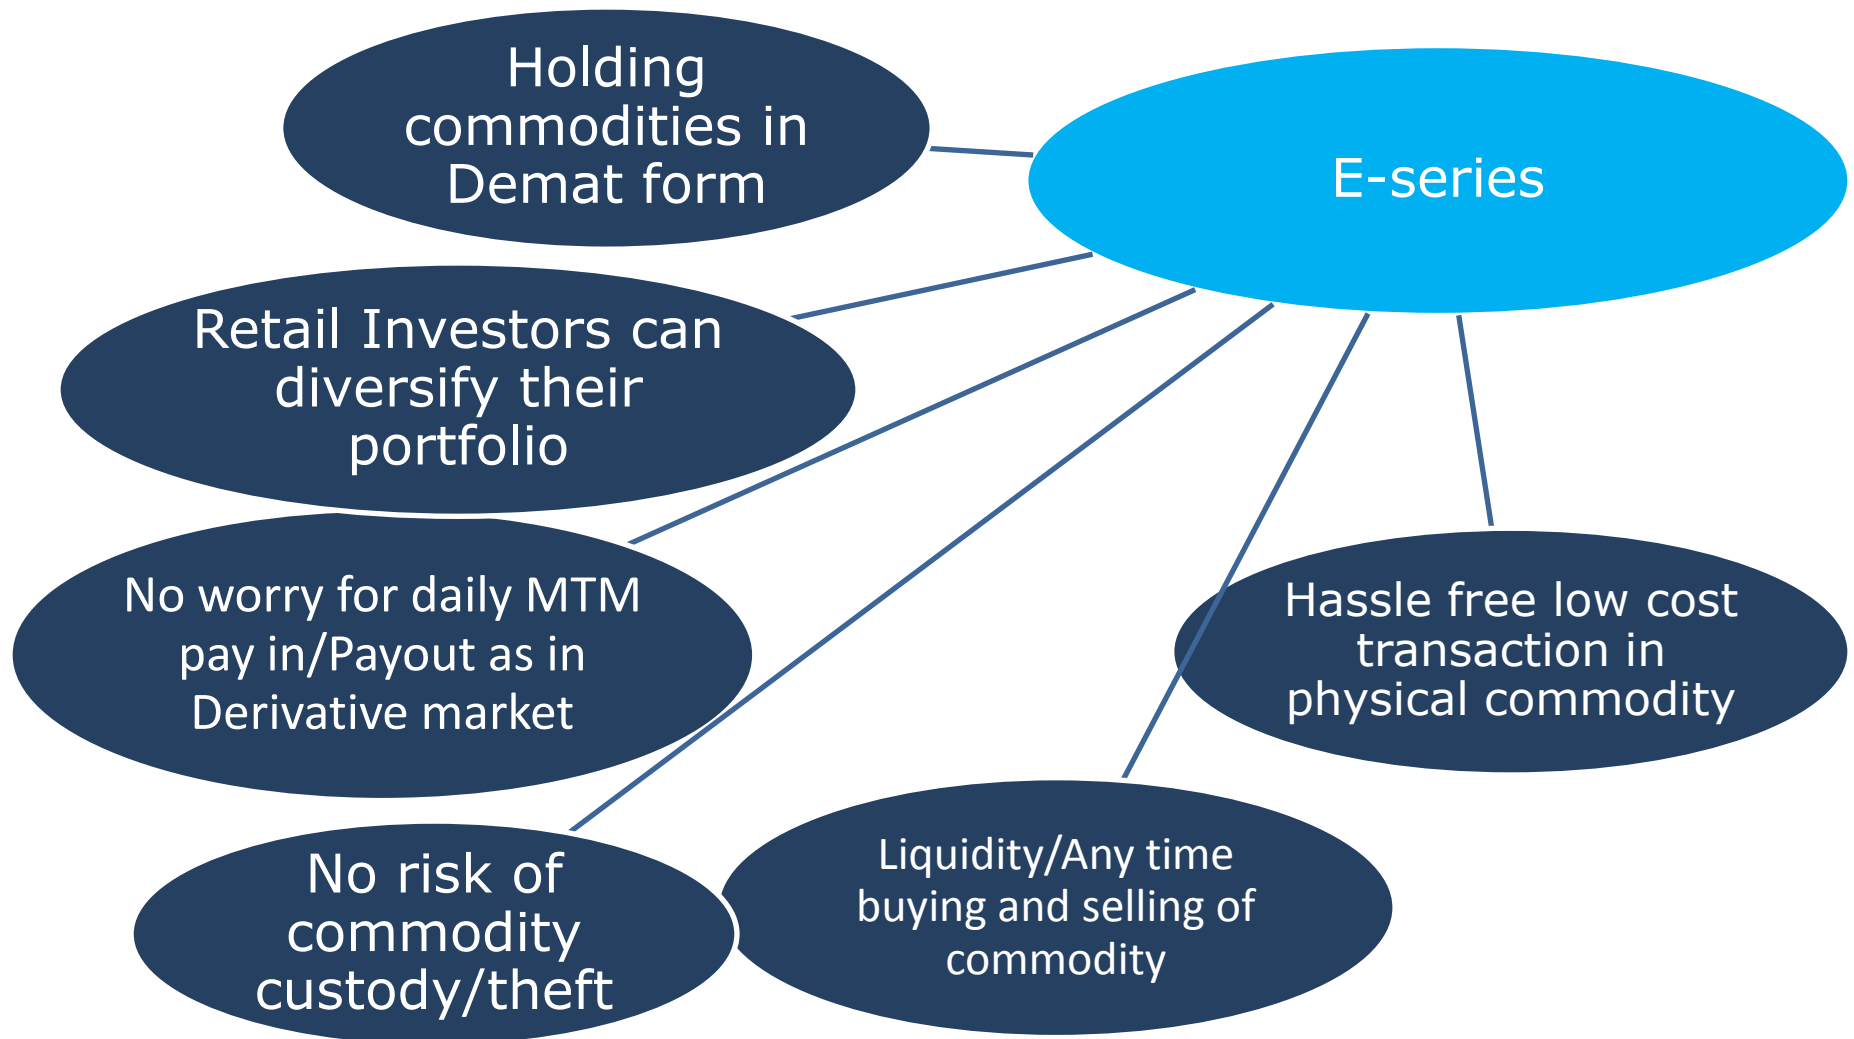 Holding
commodities in
Demat form
E-series
Retail Investors can
diversify their
portfolio
No worry for daily MTM
pay in/Payout as in
Derivative market
Hassle free low cost
transaction in
physical commodity
No risk of
commodity
custody/theft
Liquidity/Any time
buying and selling of
commodity